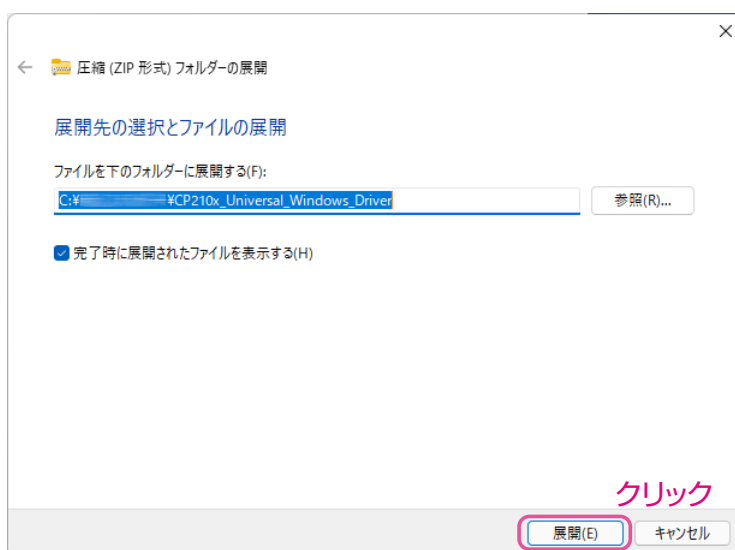 圧縮 (ZIP 形式) フォルダーの展開
展開先の選択とファイルの展開
ファイルを下のフォルダーに展開する(F):
C:¥ ¥CP210x_Universal_Windows_Driver
参照(R)...
完了時に展開されたファイルを表示する(H)
クリック
展開(E) キャンセル